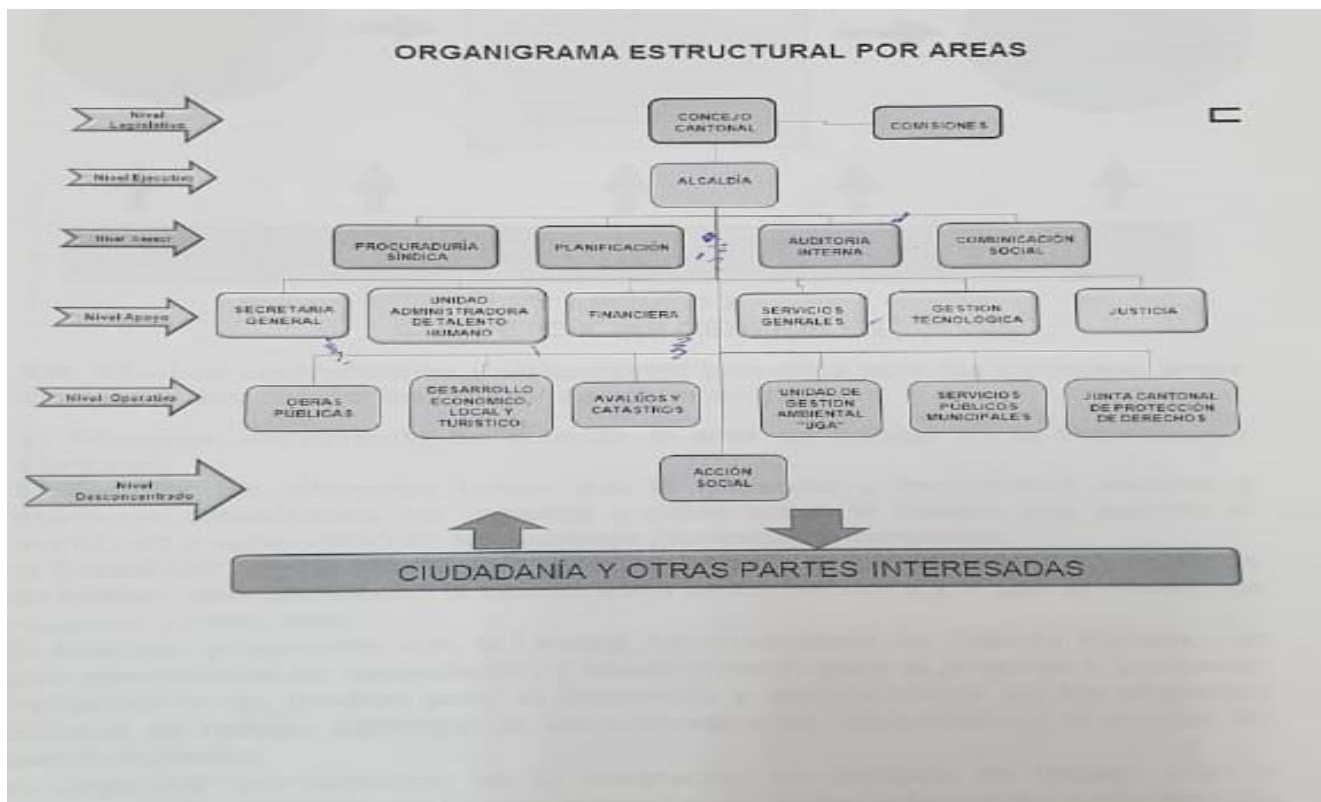 ORGANIGRAMA ESTRUCTURAL POR AREAS
Nivel
Legislativo
CONCEJO
CANTONAL
COMISIONES
Nivel Ejecutivo
ALCALDÍA
Nivel Asesor
PROCURADURÍA
SÍNDICA
PLANIFICACIÓN
AUDITORIA
INTERNA
COMUNICACIÓN
SOCIAL
Nivel Apoyo
SECRETARIA
GENERAL
UNIDAD
ADMINISTRADORA
DE TALENTO
HUMANO
FINANCIERA
SERVICIOS
GENRALES
GESTION
TECNOLÓGICA
JUSTICIA
Nivel Operativo
OBRAS
PÚBLICAS
DESARROLLO
ECONOMICO,
LOCAL Y
TURISTICO
AVALÚOS Y
CATASTROS
UNIDAD DE
GESTION
AMBIENTAL
"UGA"
SERVICIOS
PÚBLICOS
MUNICIPALES
JUNTA CANTONAL
DE PROTECCIÓN
DE DERECHOS
Nivel
Desconcentrado
ACCIÓN
SOCIAL
CIUDADANÍA Y OTRAS PARTES INTERESADAS